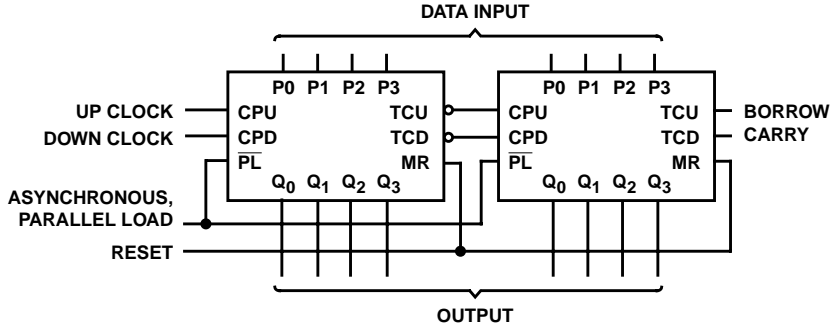 DATA INPUT
P0 P1 P2 P3 P0 P1 P2 P3
UP CLOCK CPU TCU CPU TCU BORROW
DOWN CLOCK CPD TCD CPD TCD CARRY
PL MR PL MR
Q0 Q1 Q2 Q3 Q0 Q1 Q2 Q3
ASYNCHRONOUS,
PARALLEL LOAD
RESET
OUTPUT